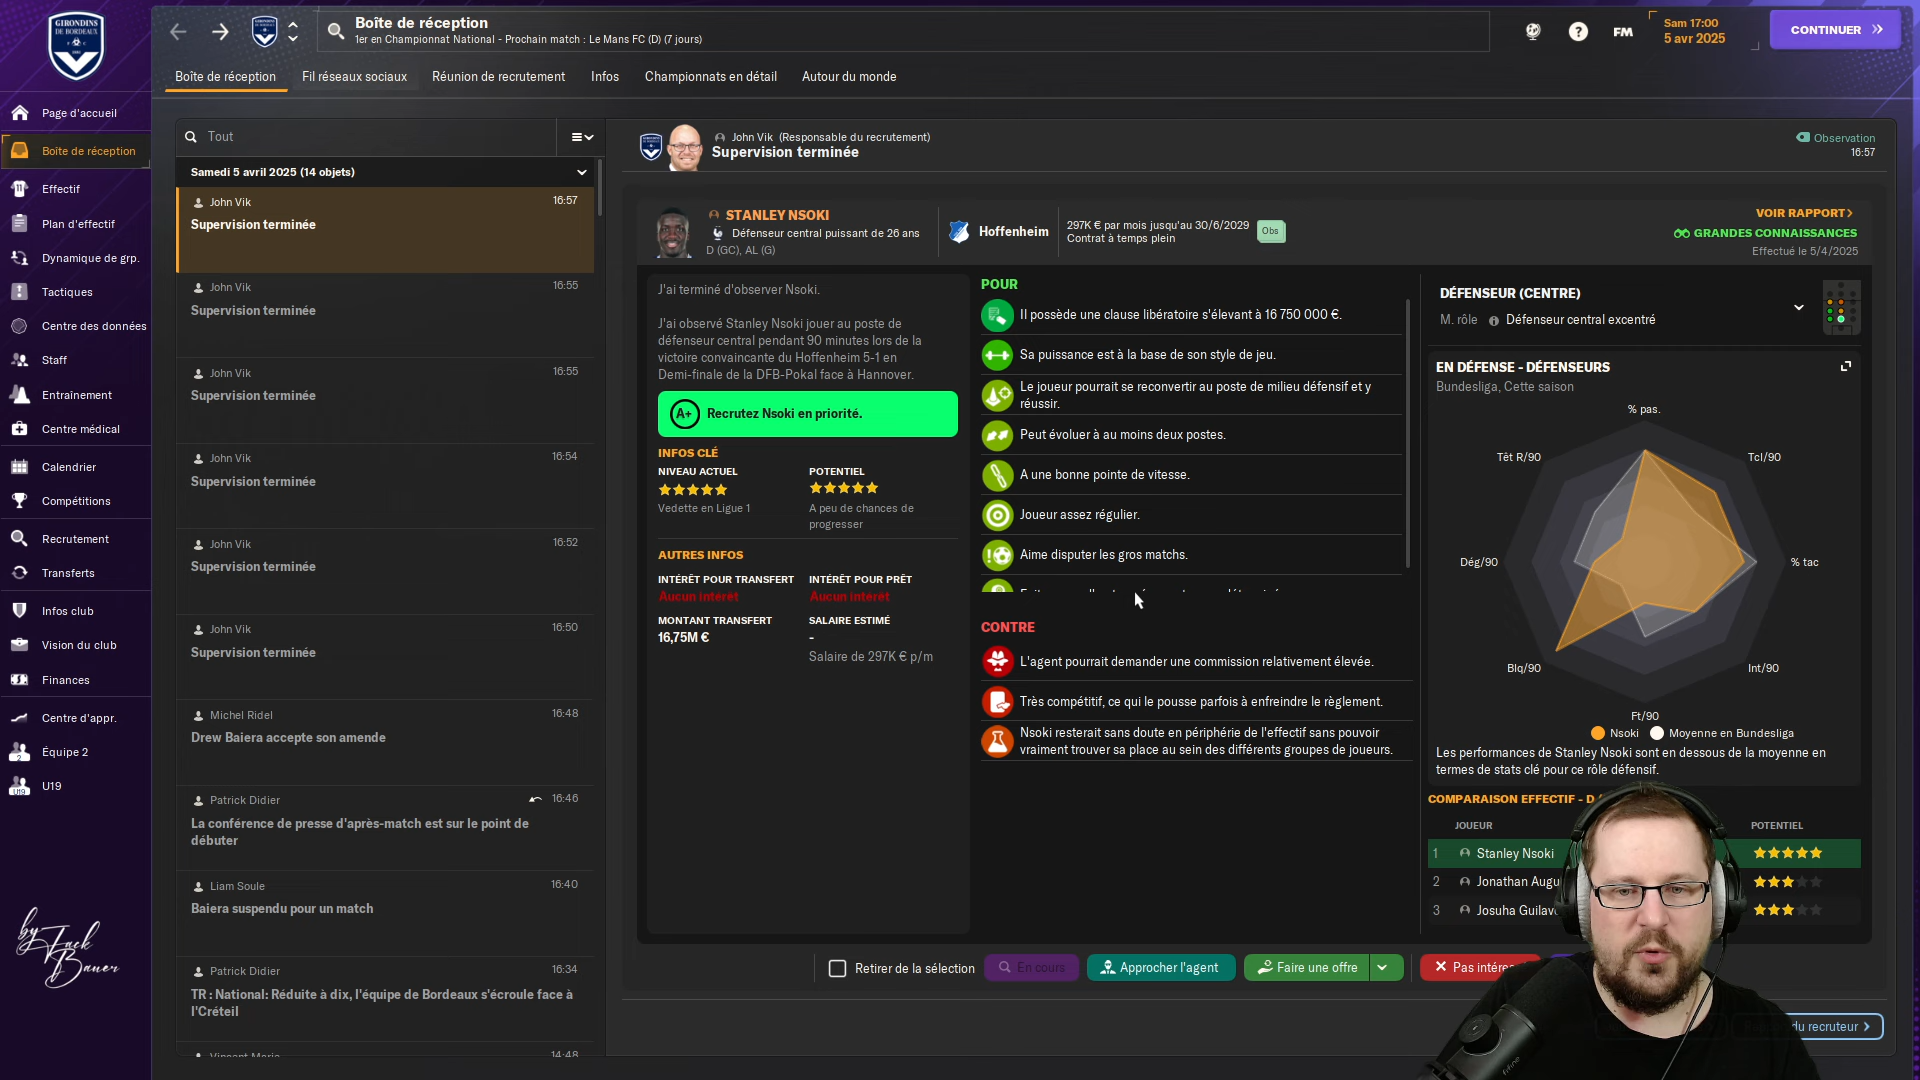 GIRONDINS
DE BORDEAUX
Boîte de réception
1er en Championnat National - Prochain match : Le Mans FC (D) (7 jours)
FM
Sam 17:00
5 avr 2025
CONTINUER
Boîte de réception
Fil réseaux sociaux
Réunion de recrutement
Infos
Championnats en détail
Autour du monde
Page d'accueil
Boîte de réception
Effectif
Plan d'effectif
Dynamique de grp.
Tactiques
Centre des données
Staff
Entraînement
Centre médical
Calendrier
Compétitions
Recrutement
Transferts
Infos club
Vision du club
Finances
Centre d'appr.
Équipe 2
U19
by Jack Bauer
Tout
Samedi 5 avril 2025 (14 objets)
John Vik 16:57
Supervision terminée
John Vik 16:55
Supervision terminée
John Vik 16:55
Supervision terminée
John Vik 16:54
Supervision terminée
John Vik 16:52
Supervision terminée
John Vik 16:50
Supervision terminée
Michel Ridel 16:48
Drew Baiera accepte son amende
Patrick Didier 16:46
La conférence de presse d'après-match est sur le point de
débuter
Liam Soule 16:40
Baiera suspendu pour un match
Patrick Didier 16:34
TR : National: Réduite à dix, l'équipe de Bordeaux s'écroule face à
l'Créteil
14:48
John Vik (Responsable du recrutement)
Supervision terminée
Observation
16:57
STANLEY NSOKI
Défenseur central puissant de 26 ans
D (GC), AL (G)
Hoffenheim
297K € par mois jusqu'au 30/6/2029
Contrat à temps plein
Obs
VOIR RAPPORT
GRANDES CONNAISSANCES
Effectué le 5/4/2025
J'ai terminé d'observer Nsoki.
J'ai observé Stanley Nsoki jouer au poste de
défenseur central pendant 90 minutes lors de la
victoire convaincante du Hoffenheim 5-1 en
Demi-finale de la DFB-Pokal face à Hannover.
A+ Recrutez Nsoki en priorité.
INFOS CLÉ
NIVEAU ACTUEL
POTENTIEL
Vedette en Ligue 1
A peu de chances de
progresser
AUTRES INFOS
INTÉRÊT POUR TRANSFERT
INTÉRÊT POUR PRÊT
Aucun intérêt
Aucun intérêt
MONTANT TRANSFERT
SALAIRE ESTIMÉ
16,75M €
-
Salaire de 297K € p/m
POUR
Il possède une clause libératoire s'élevant à 16 750 000 €.
Sa puissance est à la base de son style de jeu.
Le joueur pourrait se reconvertir au poste de milieu défensif et y
réussir.
Peut évoluer à au moins deux postes.
A une bonne pointe de vitesse.
Joueur assez régulier.
Aime disputer les gros matchs.
CONTRE
L'agent pourrait demander une commission relativement élevée.
Très compétitif, ce qui le pousse parfois à enfreindre le règlement.
Nsoki resterait sans doute en périphérie de l'effectif sans pouvoir
vraiment trouver sa place au sein des différents groupes de joueurs.
DÉFENSEUR (CENTRE)
M. rôle
Défenseur central excentré
EN DÉFENSE - DÉFENSEURS
Bundesliga, Cette saison
% pas.
Têt R/90
Tcl/90
Dég/90
% tac
Blq/90
Int/90
Ft/90
Nsoki
Moyenne en Bundesliga
Les performances de Stanley Nsoki sont en dessous de la moyenne en
termes de stats clé pour ce rôle défensif.
COMPARAISON EFFECTIF - D
JOUEUR
POTENTIEL
1 Stanley Nsoki
2 Jonathan Augu
3 Josuha Guilav
Retirer de la sélection
En cours
Approcher l'agent
Faire une offre
Pas intéres
du recruteur
fifine